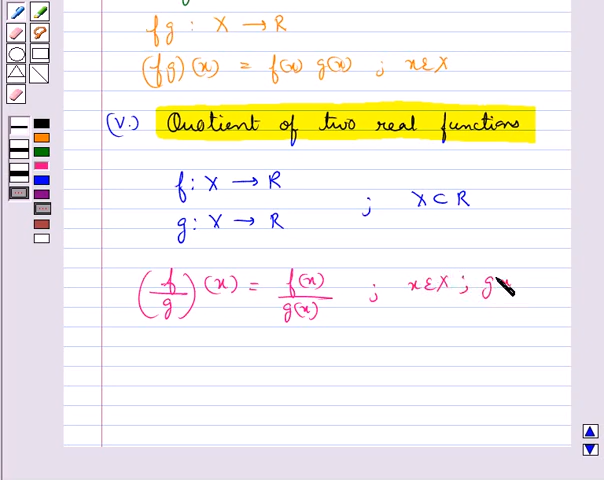 fg : X → R
(fg)(x) = f(x) g(x) ; x ε X
(V.) Quotient of two real functions
f : X → R
; X ⊂ R
g : X → R
(f/g)(x) = f(x)/g(x) ; x ε X ; g